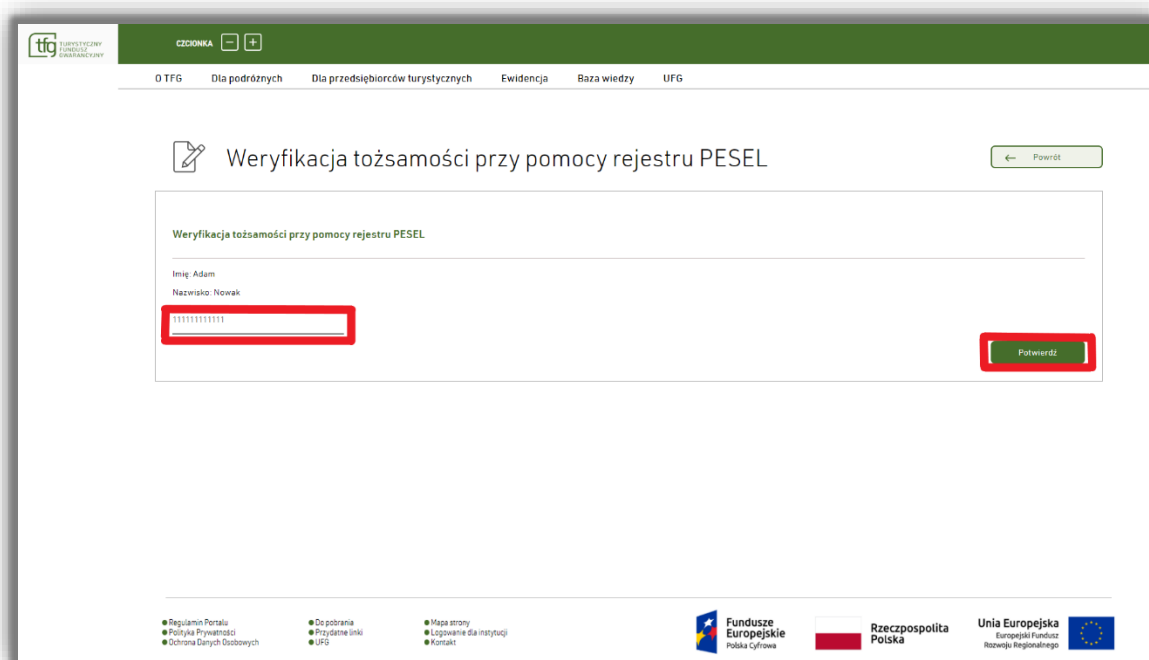 tfg TURYSTYCZNY
FUNDUSZ
GWARANCYJNY
CZCIONKA − +
O TFG Dla podróżnych Dla przedsiębiorców turystycznych Ewidencja Baza wiedzy UFG
Weryfikacja tożsamości przy pomocy rejestru PESEL
← Powrót
Weryfikacja tożsamości przy pomocy rejestru PESEL
Imię: Adam
Nazwisko: Nowak
111111111111
Potwierdź
Regulamin Portalu
Polityka Prywatności
Ochrona Danych Osobowych
Do pobrania
Przydatne linki
UFG
Mapa strony
Logowanie dla instytucji
Kontakt
Fundusze
Europejskie
Polska Cyfrowa
Rzeczpospolita
Polska
Unia Europejska
Europejski Fundusz
Rozwoju Regionalnego